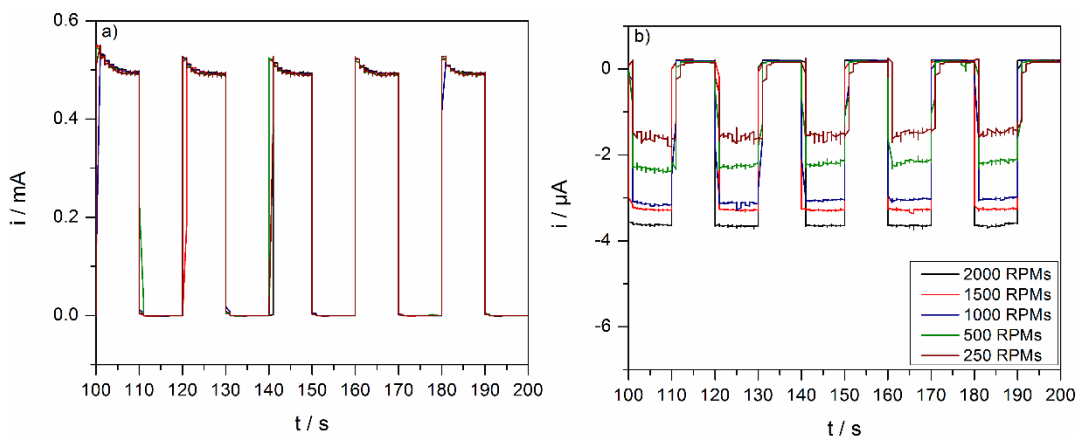 a)
0.6
0.4
0.2
0.0
i / mA
100 110 120 130 140 150 160 170 180 190 200
t / s
b)
0
-2
-4
-6
i / µA
2000 RPMs
1500 RPMs
1000 RPMs
500 RPMs
250 RPMs
100 110 120 130 140 150 160 170 180 190 200
t / s